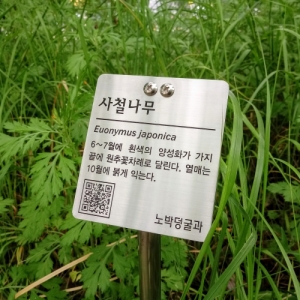 사철나무
Euonymus japonica
6~7월에 흰색의 양성화가 가지
끝에 원추꽃차례로 달린다. 열매는
10월에 붉게 익는다.
노박덩굴과